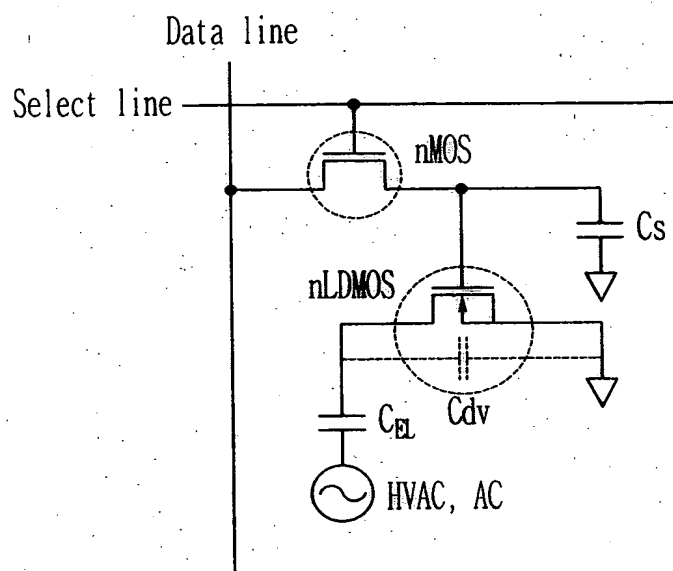 Data line
Select line
nMOS
Cs
nLDMOS
Cdv
CEL
HVAC, AC